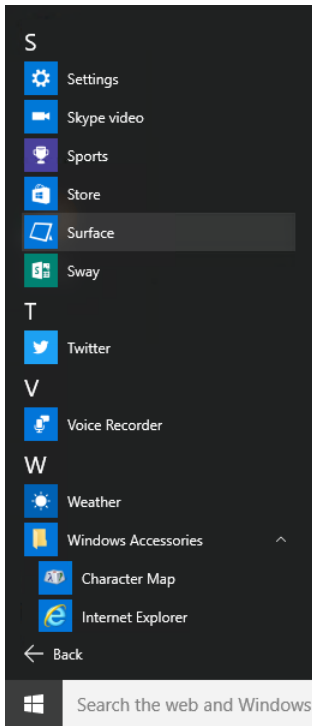 S
Settings
Skype video
Sports
Store
Surface
Sway
T
Twitter
V
Voice Recorder
W
Weather
Windows Accessories
Character Map
Internet Explorer
Back
Search the web and Windows